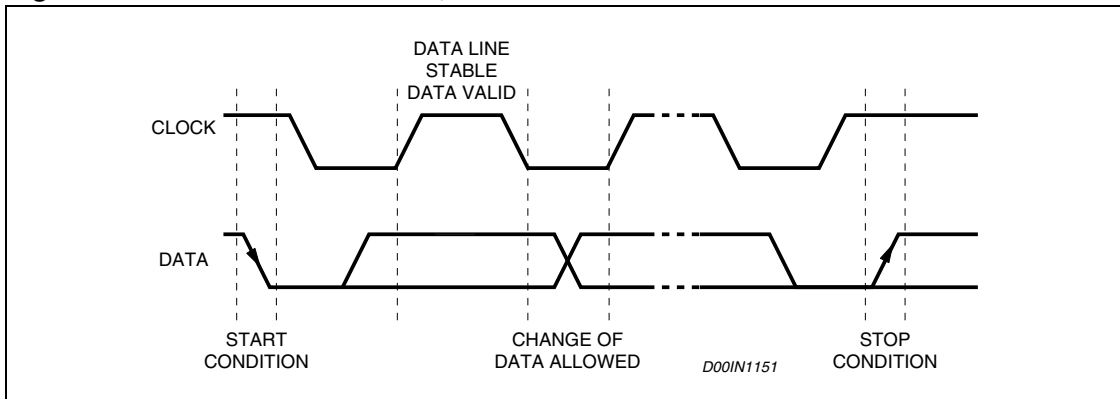 DATA LINE
STABLE
DATA VALID
CLOCK
DATA
START
CONDITION
CHANGE OF
DATA ALLOWED
D00IN1151
STOP
CONDITION